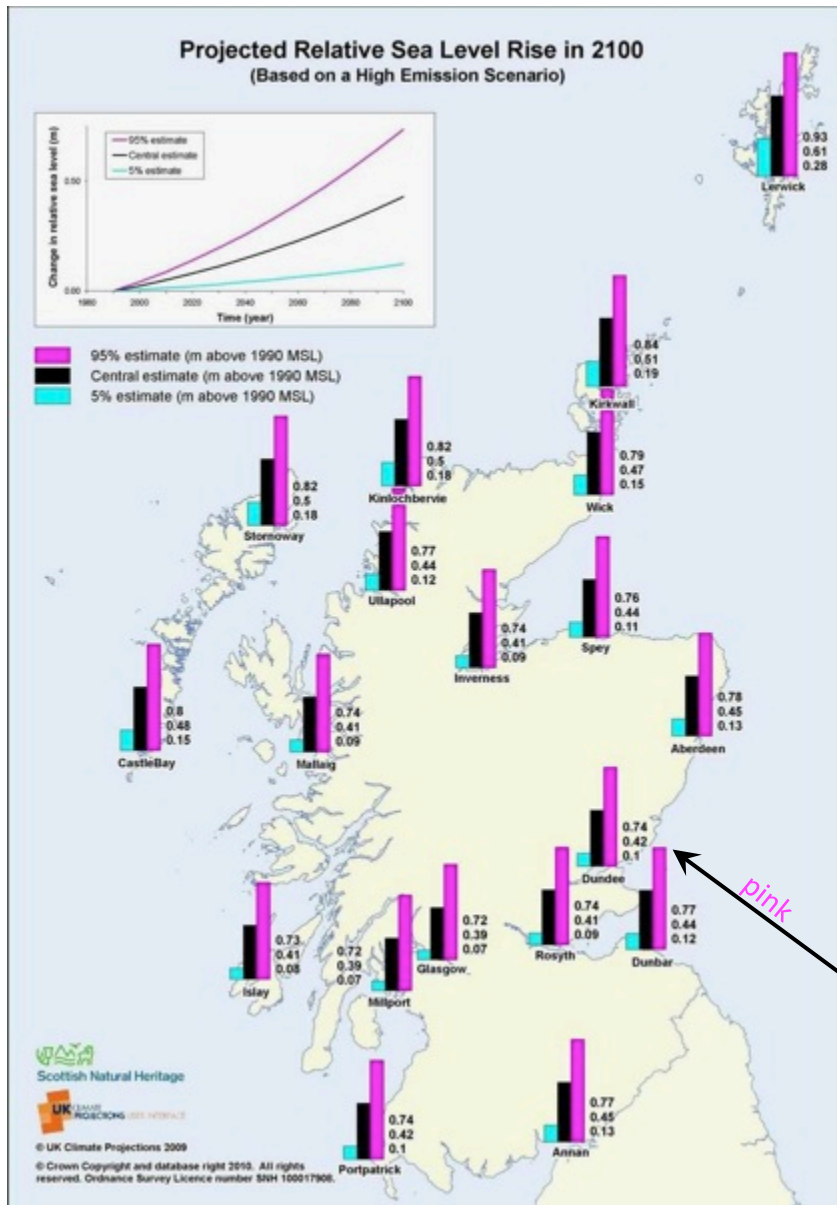 Projected Relative Sea Level Rise in 2100
(Based on a High Emission Scenario)
Change in relative sea level (m)
95% estimate
Central estimate
5% estimate
0.50
0.00
1980
2000
2020
2040
2060
2080
2100
Time (year)
95% estimate (m above 1990 MSL)
Central estimate (m above 1990 MSL)
5% estimate (m above 1990 MSL)
0.93
0.61
0.28
Lerwick
0.84
0.51
0.19
Kirkwall
0.82
0.5
0.18
Kinlochbervie
0.79
0.47
0.15
Wick
0.82
0.5
0.18
Stornoway
0.77
0.44
0.12
Ullapool
0.76
0.44
0.11
Spey
0.74
0.41
0.09
Inverness
0.8
0.48
0.15
CastleBay
0.74
0.41
0.09
Mallaig
0.78
0.45
0.13
Aberdeen
0.74
0.42
0.1
Dundee
pink
0.74
0.41
0.09
Rosyth
0.77
0.44
0.12
Dunbar
0.72
0.39
0.07
Glasgow
0.73
0.41
0.08
Islay
0.72
0.39
0.07
Millport
0.74
0.42
0.1
Portpatrick
0.77
0.45
0.13
Annan
Scottish Natural Heritage
UK CLIMATE
PROJECTIONS USER INTERFACE
© UK Climate Projections 2009
© Crown Copyright and database right 2010. All rights
reserved. Ordnance Survey Licence number SNH 100017908.